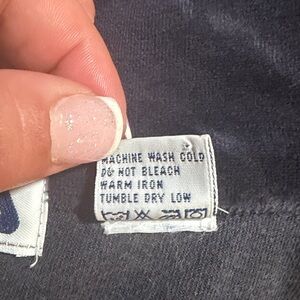 MACHINE WASH COLD
DO NOT BLEACH
WARM IRON
TUMBLE DRY LOW